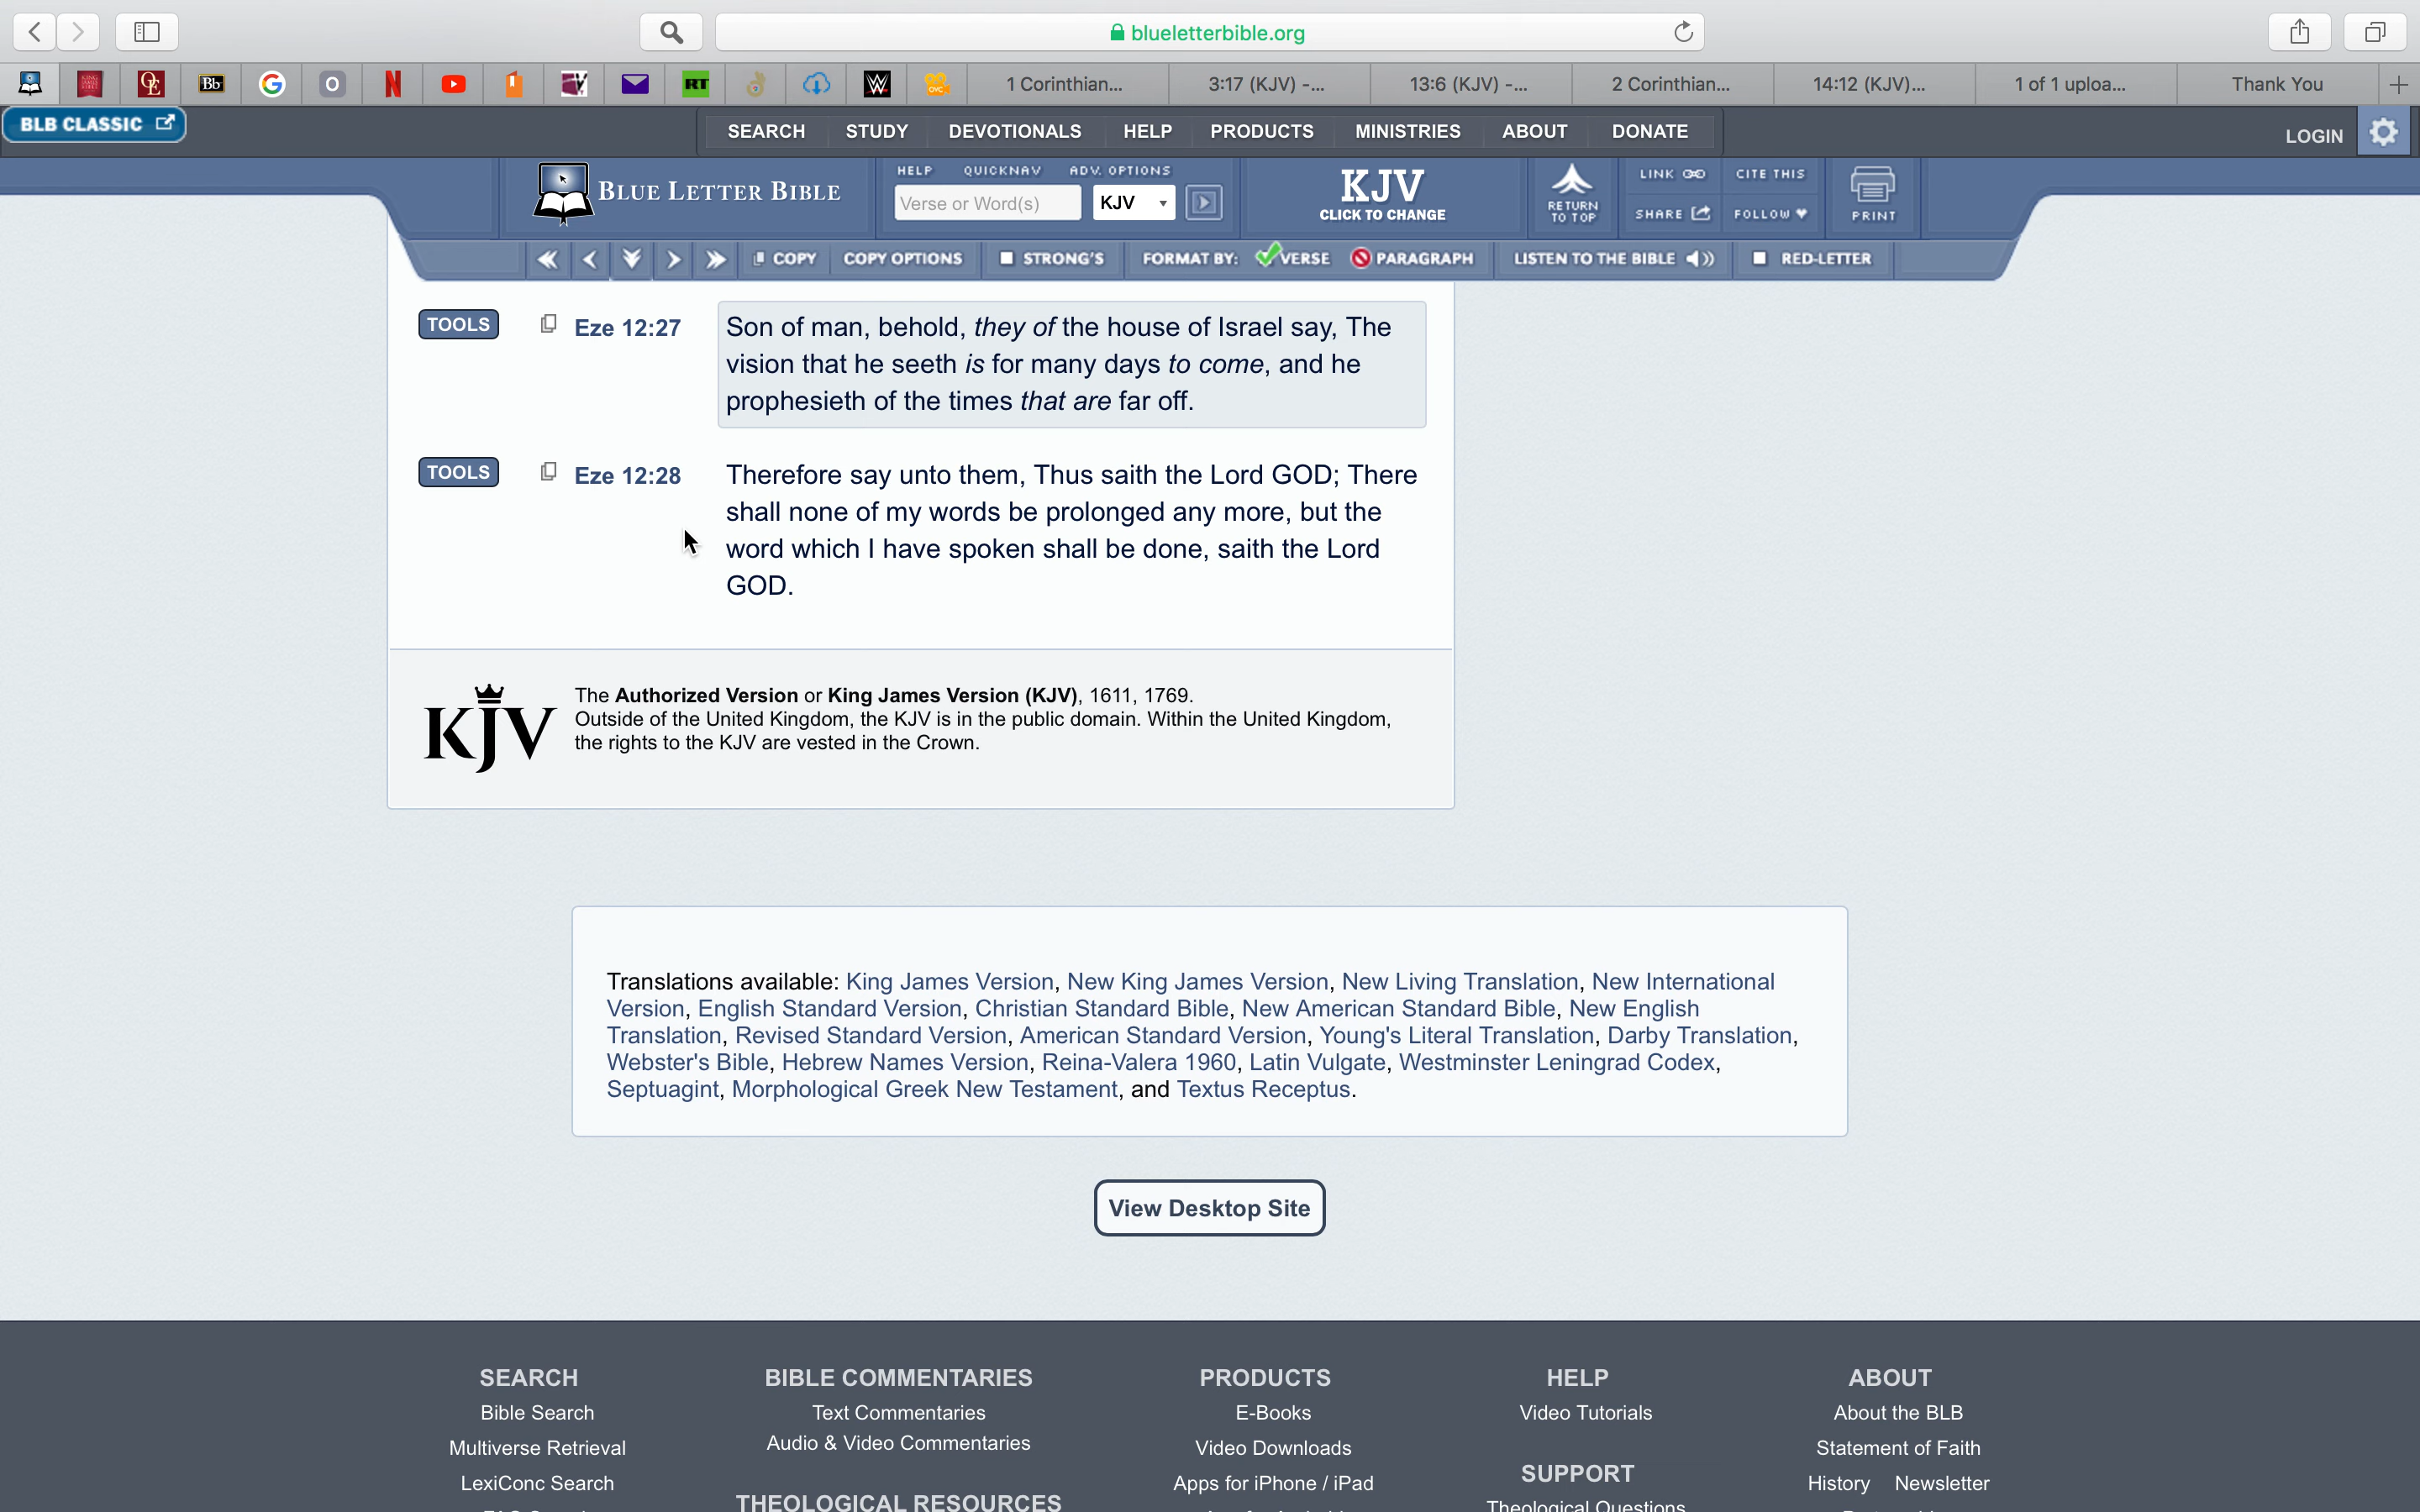 blueletterbible.org
Bb
RT
1 Corinthian... 3:17 (KJV) -... 13:6 (KJV) -... 2 Corinthian... 14:12 (KJV)... 1 of 1 uploa... Thank You
BLB CLASSIC
SEARCH STUDY DEVOTIONALS HELP PRODUCTS MINISTRIES ABOUT DONATE
LOGIN
BLUE LETTER BIBLE
HELP QUICKNAV ADV. OPTIONS
Verse or Word(s) KJV
KJV
CLICK TO CHANGE
RETURN
TO TOP
LINK CITE THIS
SHARE FOLLOW
PRINT
COPY COPY OPTIONS STRONG'S FORMAT BY: VERSE PARAGRAPH LISTEN TO THE BIBLE RED-LETTER
TOOLS Eze 12:27 Son of man, behold, they of the house of Israel say, The
vision that he seeth is for many days to come, and he
prophesieth of the times that are far off.
TOOLS Eze 12:28 Therefore say unto them, Thus saith the Lord GOD; There
shall none of my words be prolonged any more, but the
word which I have spoken shall be done, saith the Lord
GOD.
KJV
The Authorized Version or King James Version (KJV), 1611, 1769.
Outside of the United Kingdom, the KJV is in the public domain. Within the United Kingdom,
the rights to the KJV are vested in the Crown.
Translations available: King James Version, New King James Version, New Living Translation, New International
Version, English Standard Version, Christian Standard Bible, New American Standard Bible, New English
Translation, Revised Standard Version, American Standard Version, Young's Literal Translation, Darby Translation,
Webster's Bible, Hebrew Names Version, Reina-Valera 1960, Latin Vulgate, Westminster Leningrad Codex,
Septuagint, Morphological Greek New Testament, and Textus Receptus.
View Desktop Site
SEARCH
Bible Search
Multiverse Retrieval
LexiConc Search
BIBLE COMMENTARIES
Text Commentaries
Audio & Video Commentaries
THEOLOGICAL RESOURCES
PRODUCTS
E-Books
Video Downloads
Apps for iPhone / iPad
HELP
Video Tutorials
SUPPORT
Theological Questions
ABOUT
About the BLB
Statement of Faith
History Newsletter